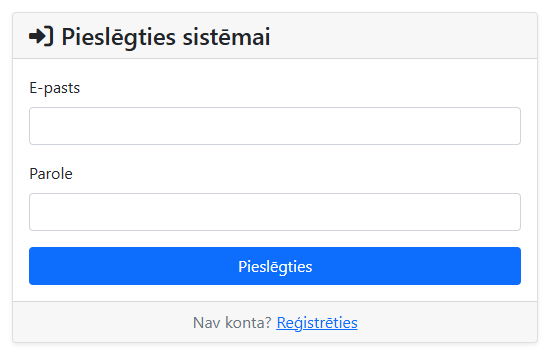 Pieslēgties sistēmai
E-pasts
Parole
Pieslēgties
Nav konta? Reģistrēties